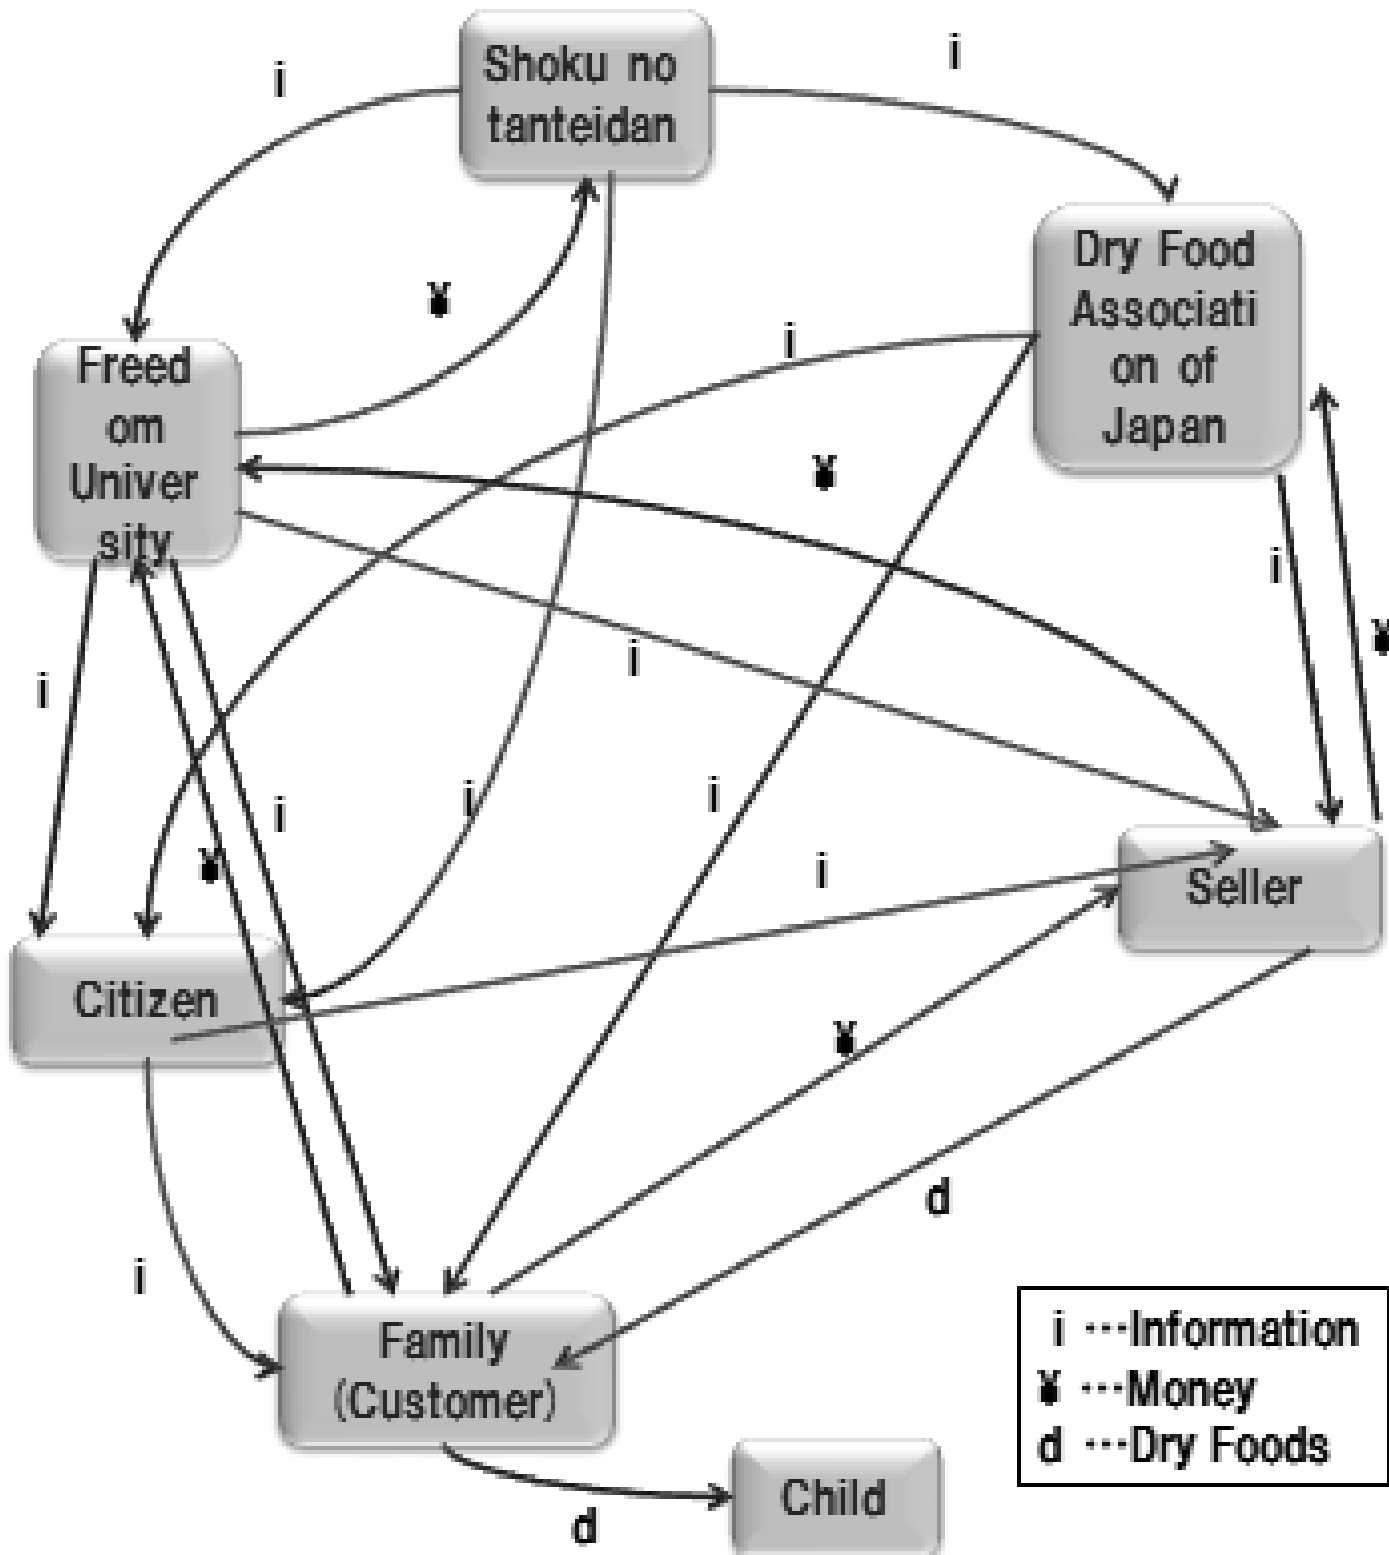 Shoku no
tanteidan
i
i
Dry Food
Associati
on of
Japan
¥
i
Freed
om
Univer
sity
¥
i
i
¥
i
i
i
i
¥
i
Seller
Citizen
¥
d
i
Family
(Customer)
i ･･･Information
¥ ･･･Money
d ･･･Dry Foods
Child
d